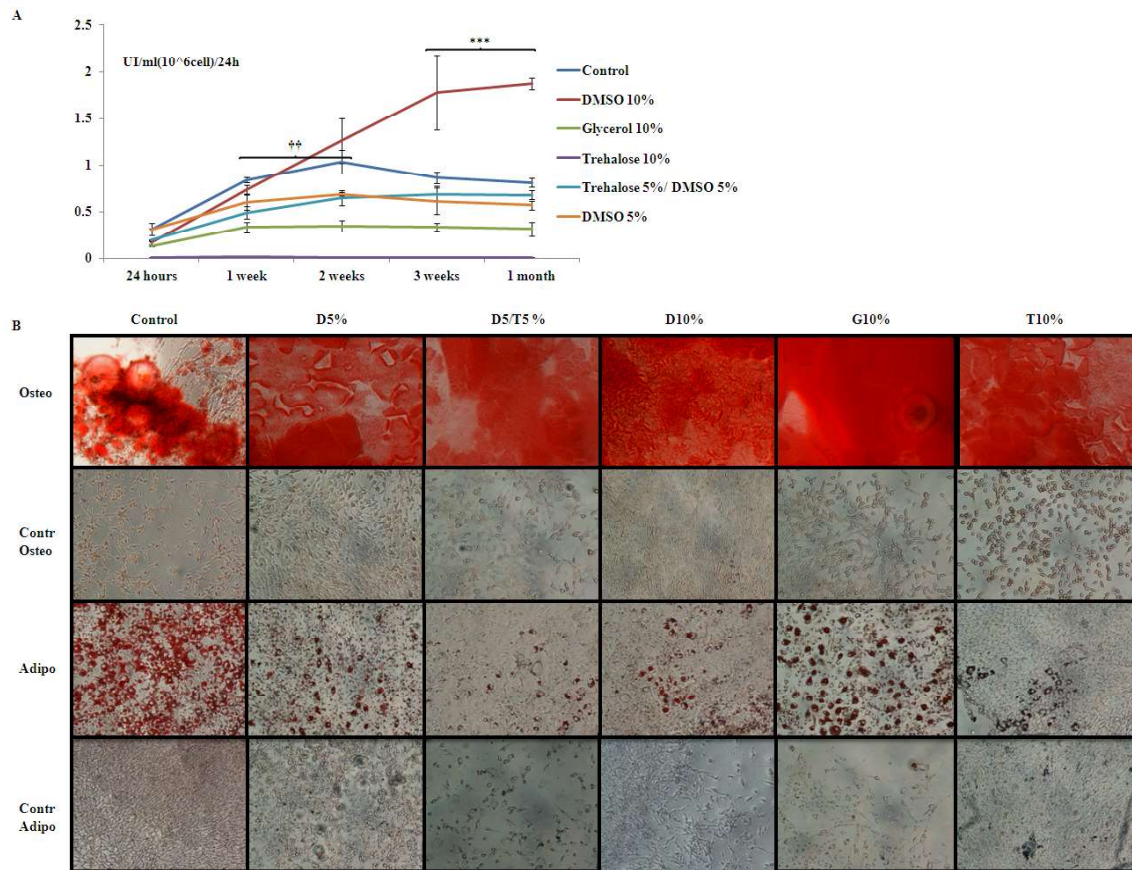 A
2.5
2
1.5
1
0.5
0
UI/ml(10^6cell)/24h
***
††
24 hours
1 week
2 weeks
3 weeks
1 month
Control
DMSO 10%
Glycerol 10%
Trehalose 10%
Trehalose 5%/ DMSO 5%
DMSO 5%
B
Control
D5%
D5/T5 %
D10%
G10%
T10%
Osteo
Contr
Osteo
Adipo
Contr
Adipo